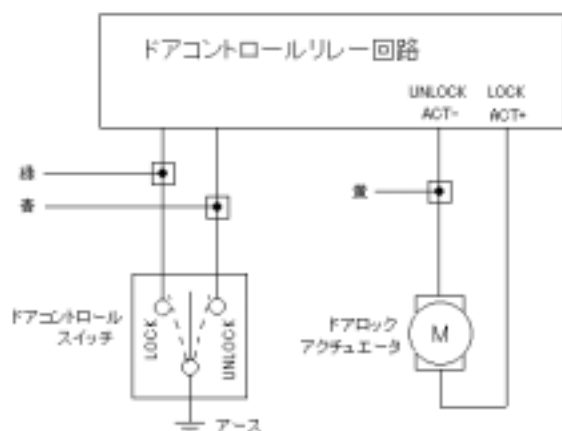 ドアコントロールリレー回路
UNLOCK
ACT-
LOCK
ACT+
緑
青
黄
ドアコントロール
スイッチ
LOCK
UNLOCK
ドアロック
アクチュエータ
M
アース